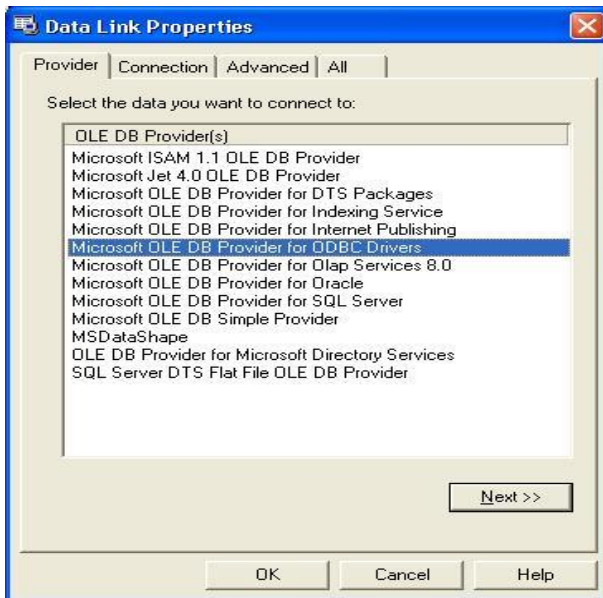 Data Link Properties
Provider Connection Advanced All
Select the data you want to connect to:
OLE DB Provider(s)
Microsoft ISAM 1.1 OLE DB Provider
Microsoft Jet 4.0 OLE DB Provider
Microsoft OLE DB Provider for DTS Packages
Microsoft OLE DB Provider for Indexing Service
Microsoft OLE DB Provider for Internet Publishing
Microsoft OLE DB Provider for ODBC Drivers
Microsoft OLE DB Provider for Olap Services 8.0
Microsoft OLE DB Provider for Oracle
Microsoft OLE DB Provider for SQL Server
Microsoft OLE DB Simple Provider
MSDataShape
OLE DB Provider for Microsoft Directory Services
SQL Server DTS Flat File OLE DB Provider
Next >>
OK Cancel Help